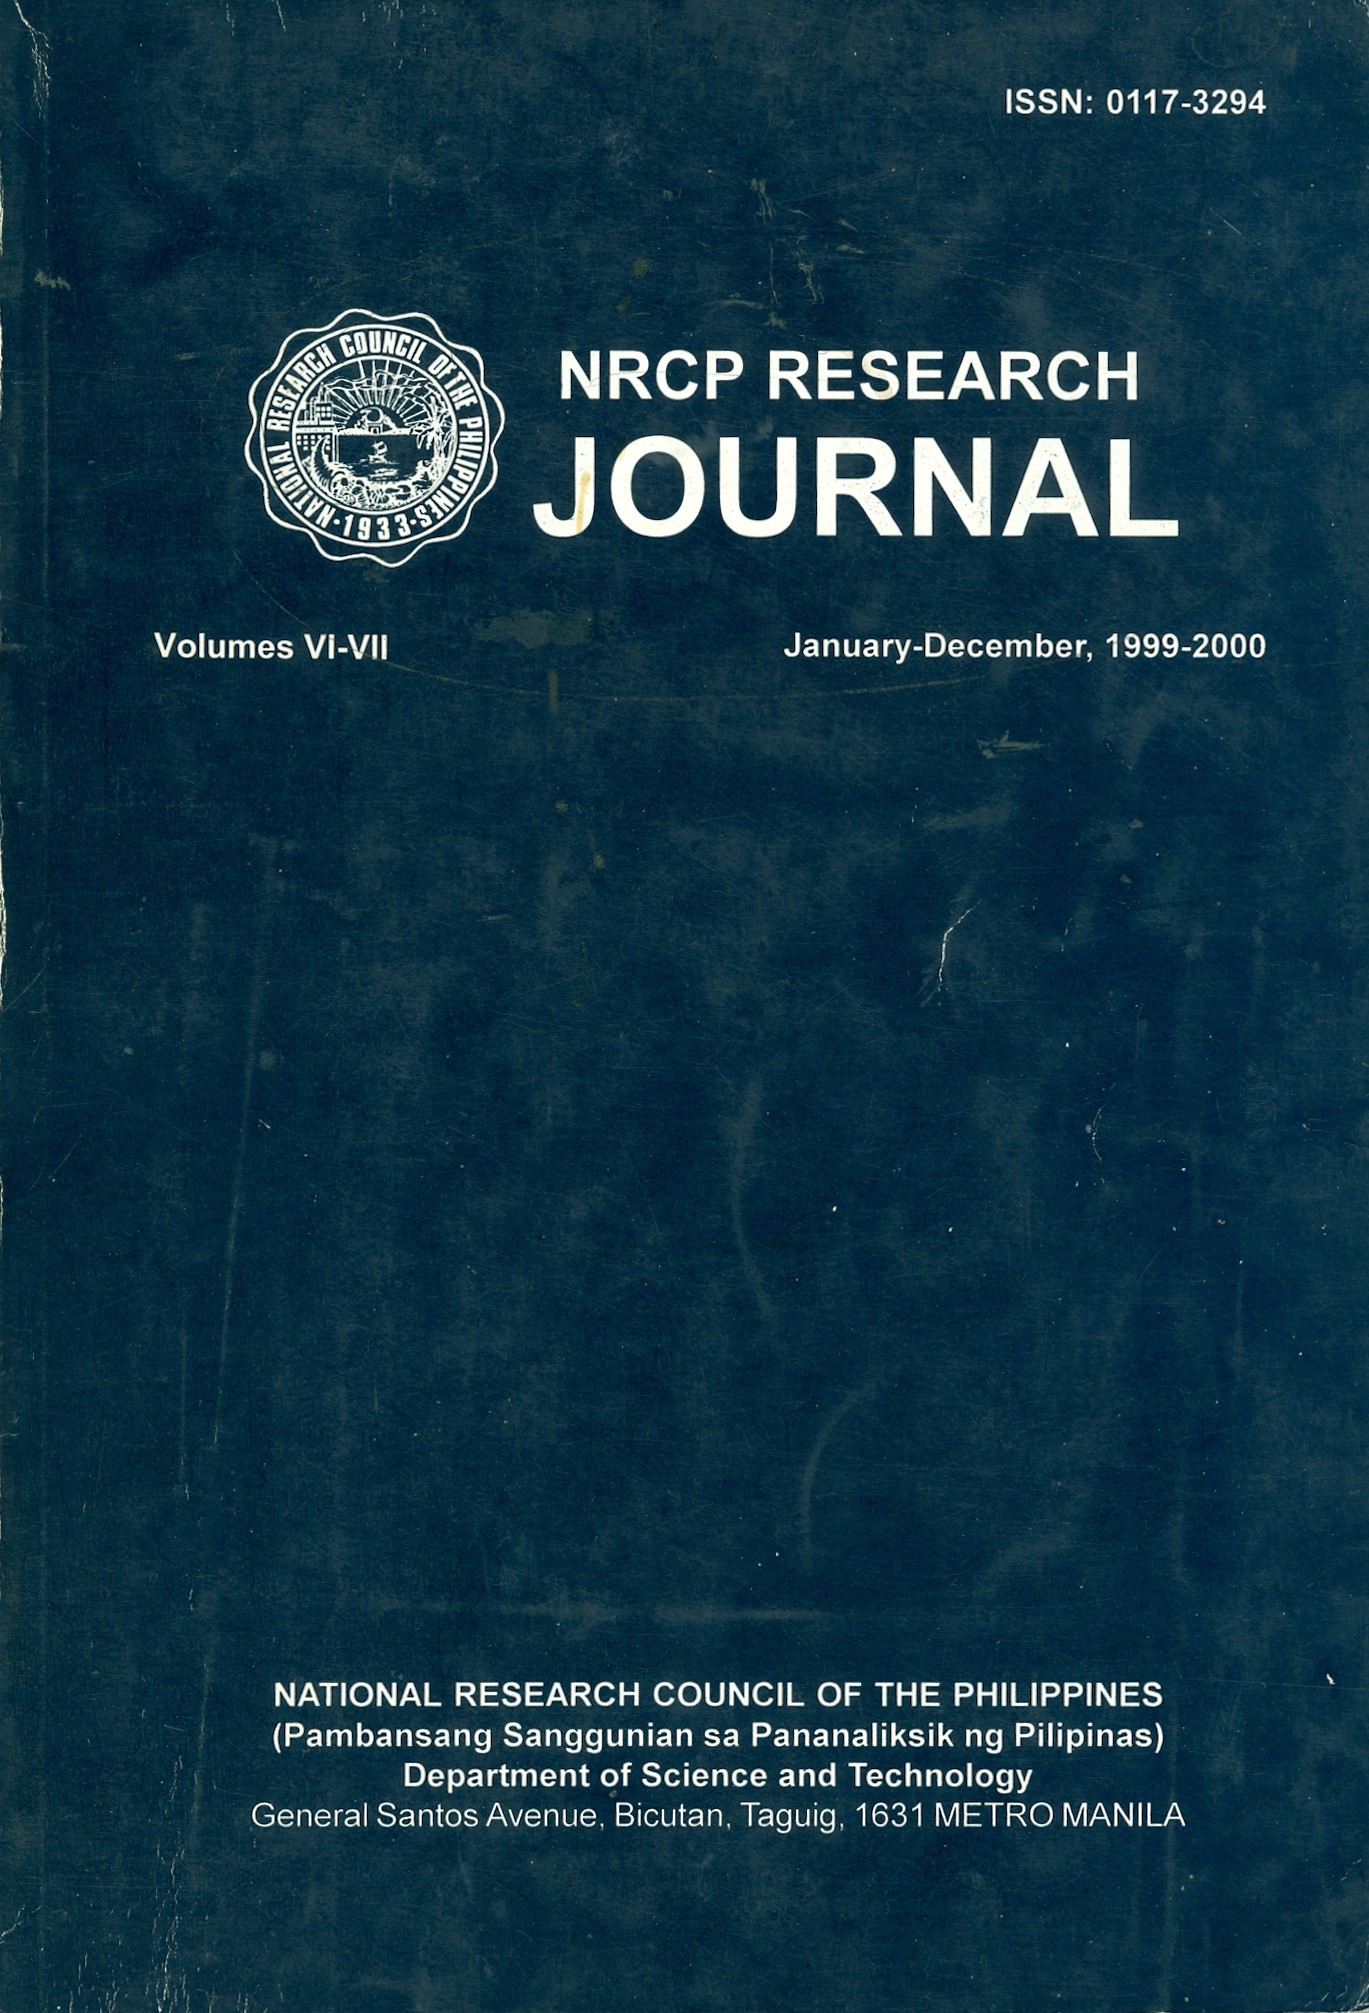 ISSN: 0117-3294
NATIONAL RESEARCH COUNCIL OF THE PHILIPPINES
·1933·
NRCP RESEARCH
JOURNAL
Volumes VI-VII
January-December, 1999-2000
NATIONAL RESEARCH COUNCIL OF THE PHILIPPINES
(Pambansang Sanggunian sa Pananaliksik ng Pilipinas)
Department of Science and Technology
General Santos Avenue, Bicutan, Taguig, 1631 METRO MANILA